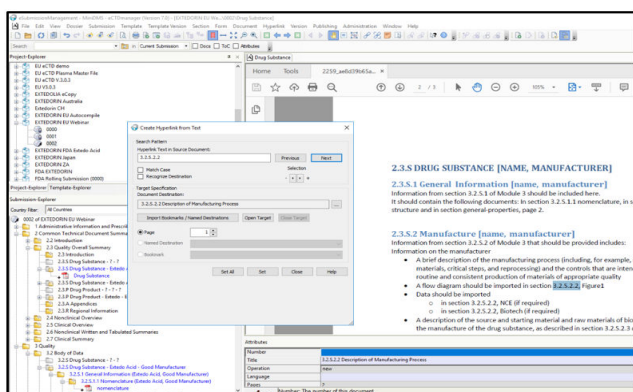 eSubmissionManagement - MiniDMS - eCTDmanager (Version 7.0) - [EXTEDORIN EU We...\0002\Drug Substance]
File Edit View Dossier Submission Template Template Version Section Form Document Hyperlink Version Publishing Administration Window Help
Search: in Current Submission Docs ToC Attributes
Project-Explorer
EU eCTD demo
EU eCTD Plasma Master File
EU eCTD V.3.0.1
EU V3.0.3
EXTEDOLIA eCopy
EXTEDORIN Australia
Extedorin CH
EXTEDORIN EU Autocompile
EXTEDORIN EU Webinar
0000
0001
0002
EXTEDORIN FDA Extedo Acid
EXTEDORIN Japan
EXTEDORIN ZA
FDA EXTEDORIN
FDA Rolling Submission (0000)
Project-Explorer Template-Explorer
Submission-Explorer
Country Filter: All Countries
0002 of EXTEDORIN EU Webinar
1 Administrative Information and Prescrib
2 Common Technical Document Summa
2.2 Introduction
2.3 Quality Overall Summary
2.3 Introduction
2.3.S Drug Substance - ? - ?
2.3.S Drug Substance - Extedo A
Drug Substance
2.3.P Drug Product - ? - ? - ?
2.3.P Drug Product - Extedo - E
2.3.A Appendices
2.3.R Regional Information
2.4 Nonclinical Overview
2.5 Clinical Overview
2.6 Nonclinical Written and Tabulated Summaries
2.7 Clinical Summary
3 Quality
3.2 Body of Data
3.2.S Drug Substance - ? - ?
3.2.S Drug Substance - Extedo Acid - Good Manufacturer)
3.2.S.1 General Information (Extedo Acid, Good Manufacturer)
3.2.S.1.1 Nomenclature (Extedo Acid, Good Manufacturer)
nomenclature
Create Hyperlink from Text
Search Pattern
Hyperlink Text in Source Document:
3.2.S.2.2
Previous
Next
Match Case
Recognize Destination
Selection
Target Specification
Document Destination:
3.2.S.2.2 Description of Manufacturing Process
...
Import Bookmarks / Named Destinations
Open Target
Close Target
Page
1
Named Destination:
Bookmark:
Set All
Set
Close
Help
Drug Substance
Home Tools 2259_ae6d39b65a... ×
2 / 3
101%
2.3.S DRUG SUBSTANCE [NAME, MANUFACTURER]
2.3.S.1 General Information [name, manufacturer]
Information from section 3.2.S.1 of Module 3 should be included here.
It should contain the following documents: In section 3.2.S.1.1 nomenclature, in s
structure and in section general-properties, page 2.
2.3.S.2 Manufacture [name, manufacturer]
Information from section 3.2.S.2 of Module 3 that should be provided includes:
Information on the manufacturer
• A brief description of the manufacturing process (including, for example,
materials, critical steps, and reprocessing) and the controls that are inten
routine and consistent production of materials of appropriate quality
• A flow diagram should be imported in section 3.2.S.2.2, Figure1
• Data should be imported
o in section 3.2.S.2.2, NCE (if required)
o in section 3.2.S.2.2, Biotech (if required)
• A description of the source and starting material and raw materials of bio
the manufacture of the drug substance, as described in section 3.2.S.2.3
Attributes
Number
Title 3.2.S.2.2 Description of Manufacturing Process
Operation new
Language
Pages 2
Number: The number of this document